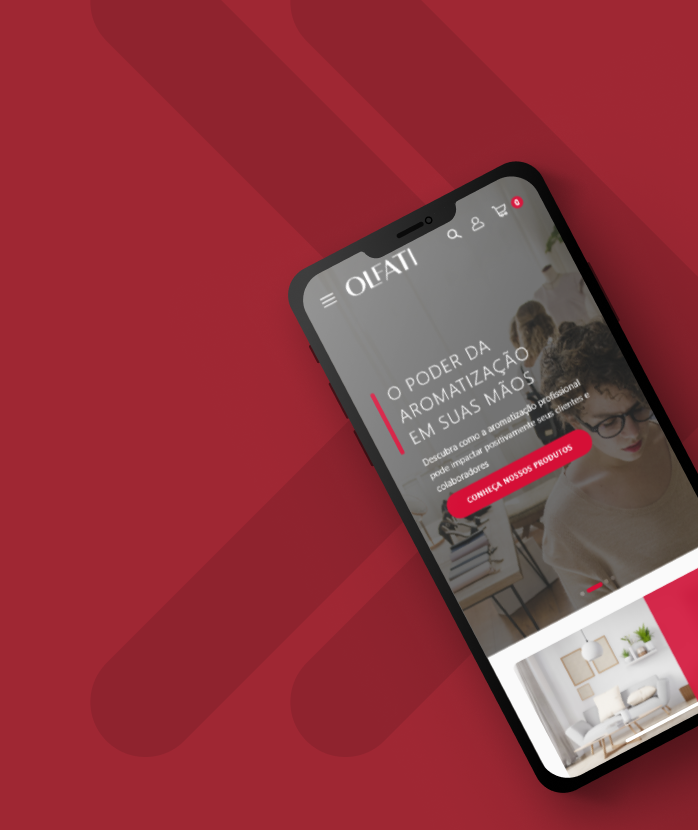 OLFATI
0
O PODER DA
AROMATIZAÇÃO
EM SUAS MÃOS
Descubra como a aromatização profissional
pode impactar positivamente seus clientes e
colaboradores
CONHEÇA NOSSOS PRODUTOS